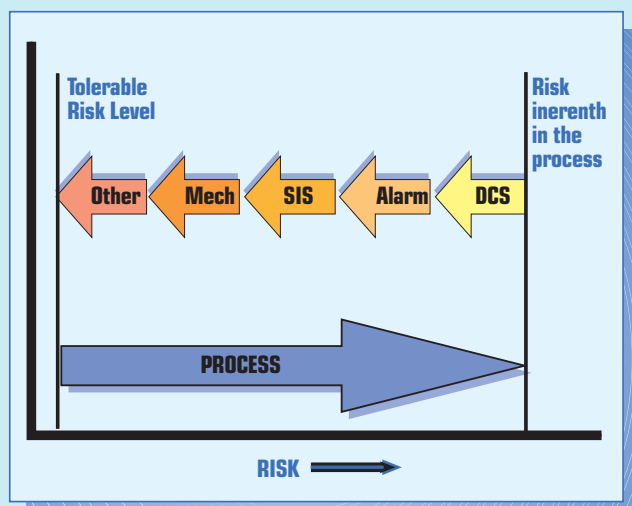 Tolerable
Risk Level
Risk
inerenth
in the
process
Other
Mech
SIS
Alarm
DCS
PROCESS
RISK